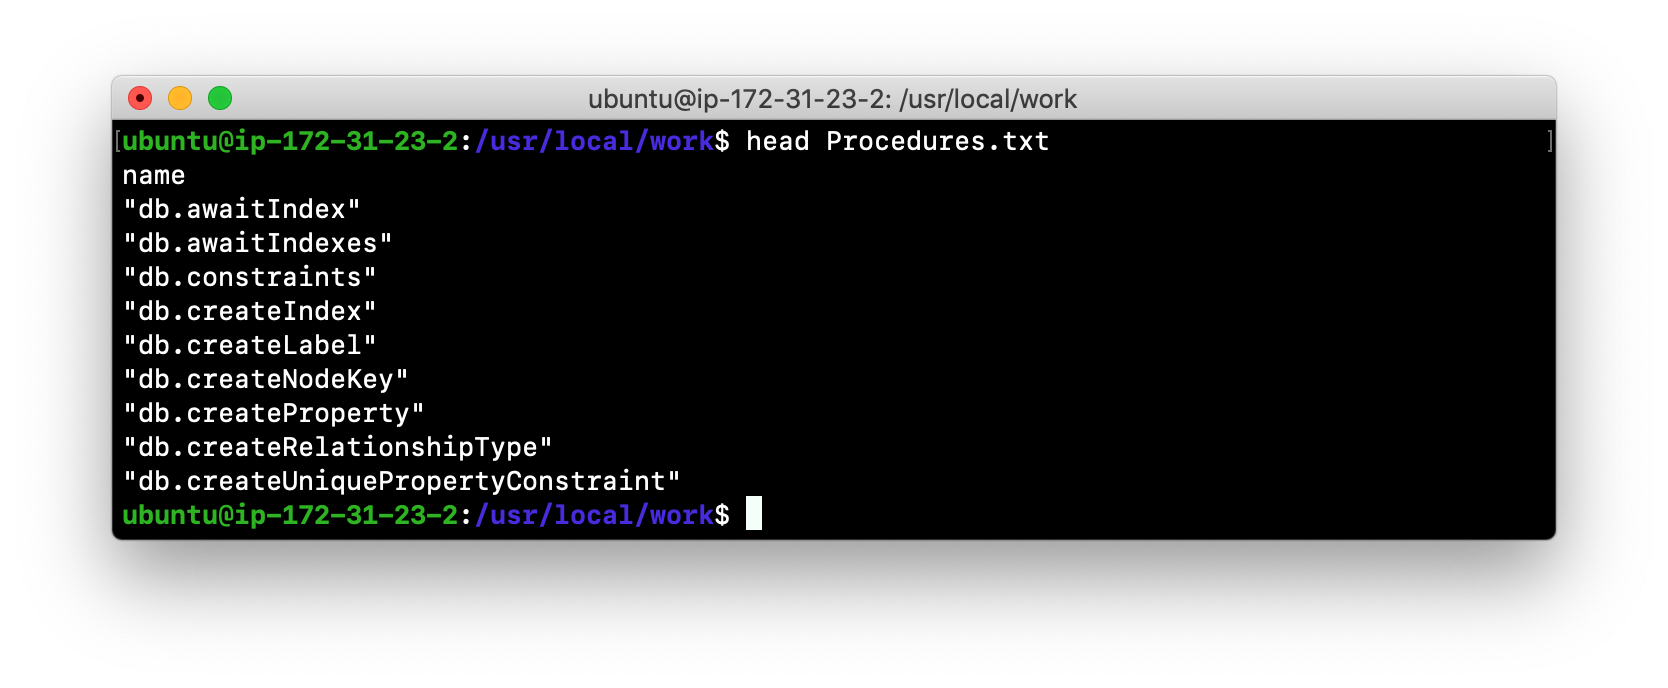 ubuntu@ip-172-31-23-2: /usr/local/work
[ubuntu@ip-172-31-23-2:/usr/local/work$ head Procedures.txt ]
name
"db.awaitIndex"
"db.awaitIndexes"
"db.constraints"
"db.createIndex"
"db.createLabel"
"db.createNodeKey"
"db.createProperty"
"db.createRelationshipType"
"db.createUniquePropertyConstraint"
ubuntu@ip-172-31-23-2:/usr/local/work$